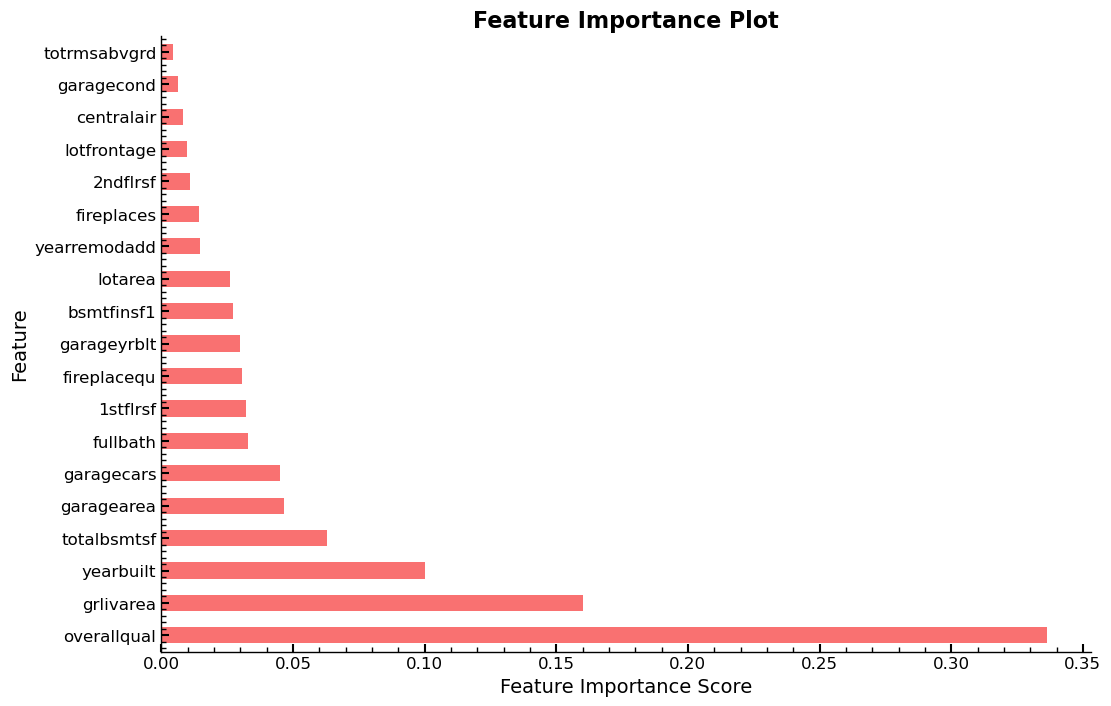 Feature Importance Plot
totrmsabvgrd
garagecond
centralair
lotfrontage
2ndflrsf
fireplaces
yearremodadd
lotarea
bsmtfinsf1
garageyrblt
fireplacequ
1stflrsf
fullbath
garagecars
garagearea
totalbsmtsf
yearbuilt
grlivarea
overallqual
Feature
0.00 0.05 0.10 0.15 0.20 0.25 0.30 0.35
Feature Importance Score